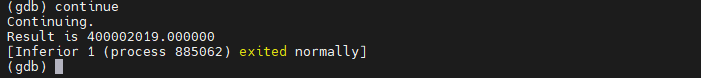 (gdb) continue
Continuing.
Result is 400002019.000000
[Inferior 1 (process 885062) exited normally]
(gdb)